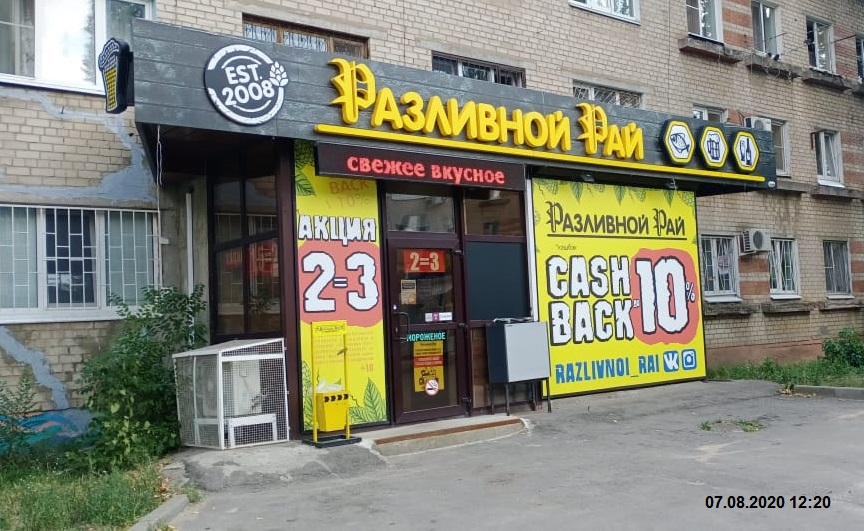 EST.
2008
Разливной Рай
свежее вкусное
BACK
АКЦИЯ
2=3
2=3
МОРОЖЕНОЕ
Разливной Рай
CASH
BACK
10%
RAZLIVNOI_RAI
07.08.2020 12:20